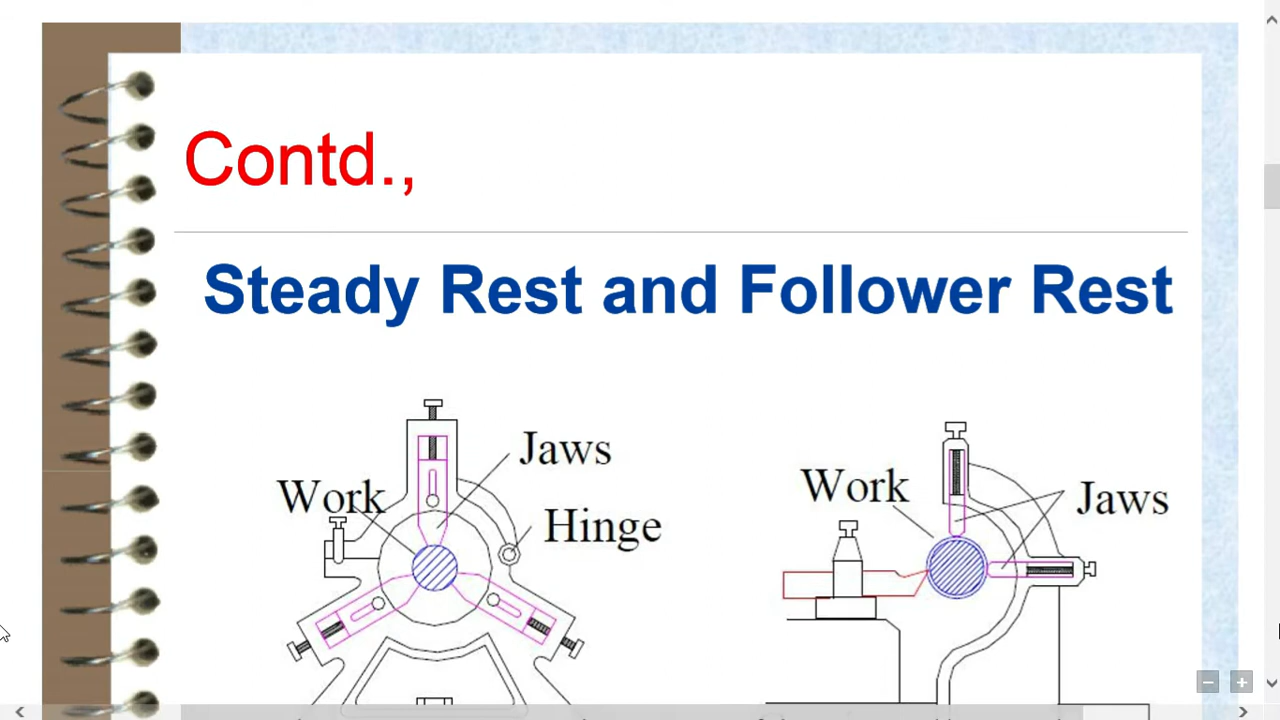 Contd.,
Steady Rest and Follower Rest
Jaws
Work
Hinge
Work
Jaws